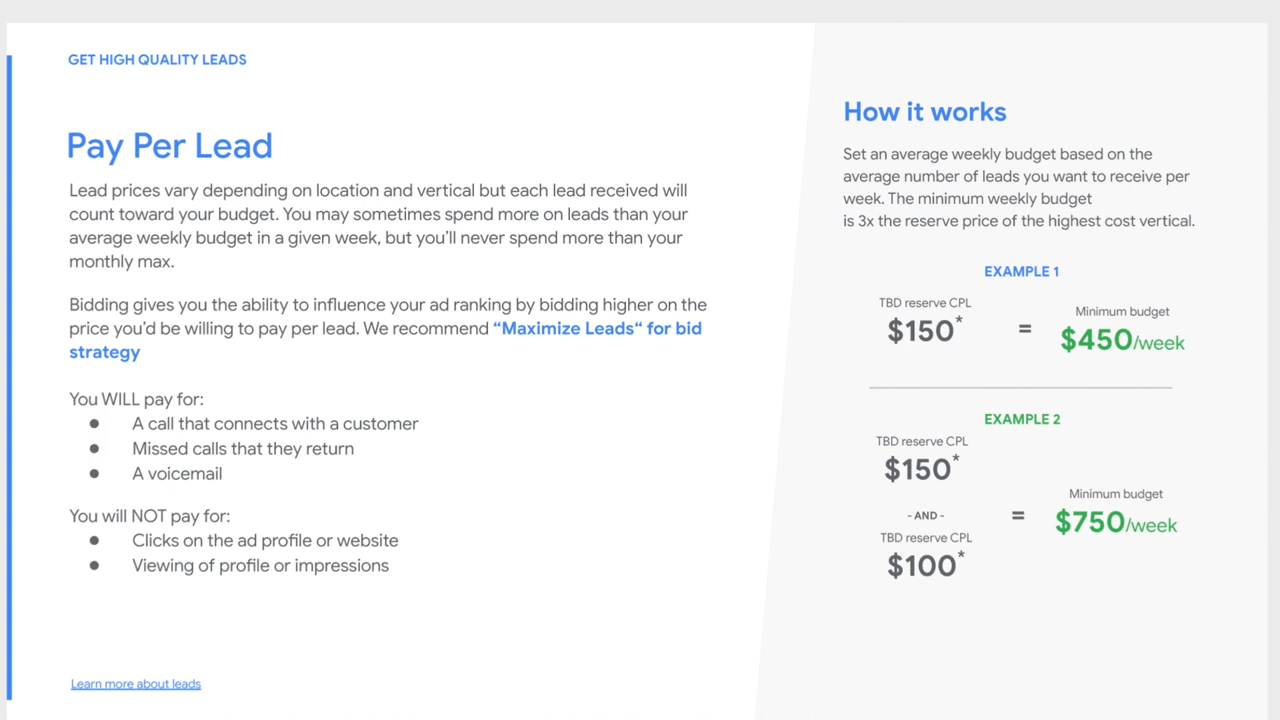 GET HIGH QUALITY LEADS
Pay Per Lead
Lead prices vary depending on location and vertical but each lead received will
count toward your budget. You may sometimes spend more on leads than your
average weekly budget in a given week, but you’ll never spend more than your
monthly max.
Bidding gives you the ability to influence your ad ranking by bidding higher on the
price you’d be willing to pay per lead. We recommend “Maximize Leads“ for bid
strategy
You WILL pay for:
● A call that connects with a customer
● Missed calls that they return
● A voicemail
You will NOT pay for:
● Clicks on the ad profile or website
● Viewing of profile or impressions
Learn more about leads
How it works
Set an average weekly budget based on the
average number of leads you want to receive per
week. The minimum weekly budget
is 3x the reserve price of the highest cost vertical.
EXAMPLE 1
TBD reserve CPL
$150*
=
Minimum budget
$450/week
EXAMPLE 2
TBD reserve CPL
$150*
- AND -
TBD reserve CPL
$100*
=
Minimum budget
$750/week